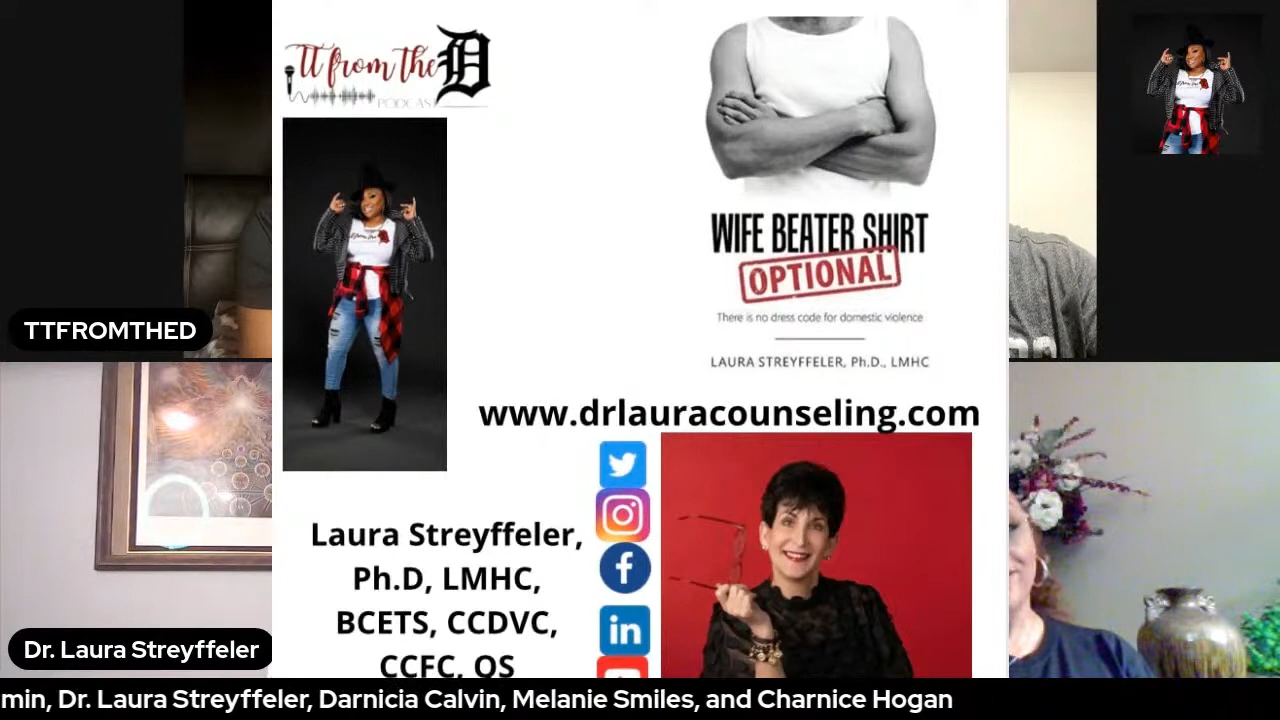 TT from the D
PODCAST
WIFE BEATER SHIRT
OPTIONAL
There is no dress code for domestic violence
LAURA STREYFFELER, Ph.D., LMHC
www.drlauracounseling.com
TTFROMTHED
Laura Streyffeler,
Ph.D, LMHC,
BCETS, CCDVC,
CCFC, QS
in
Dr. Laura Streyffeler
min, Dr. Laura Streyffeler, Darnicia Calvin, Melanie Smiles, and Charnice Hogan